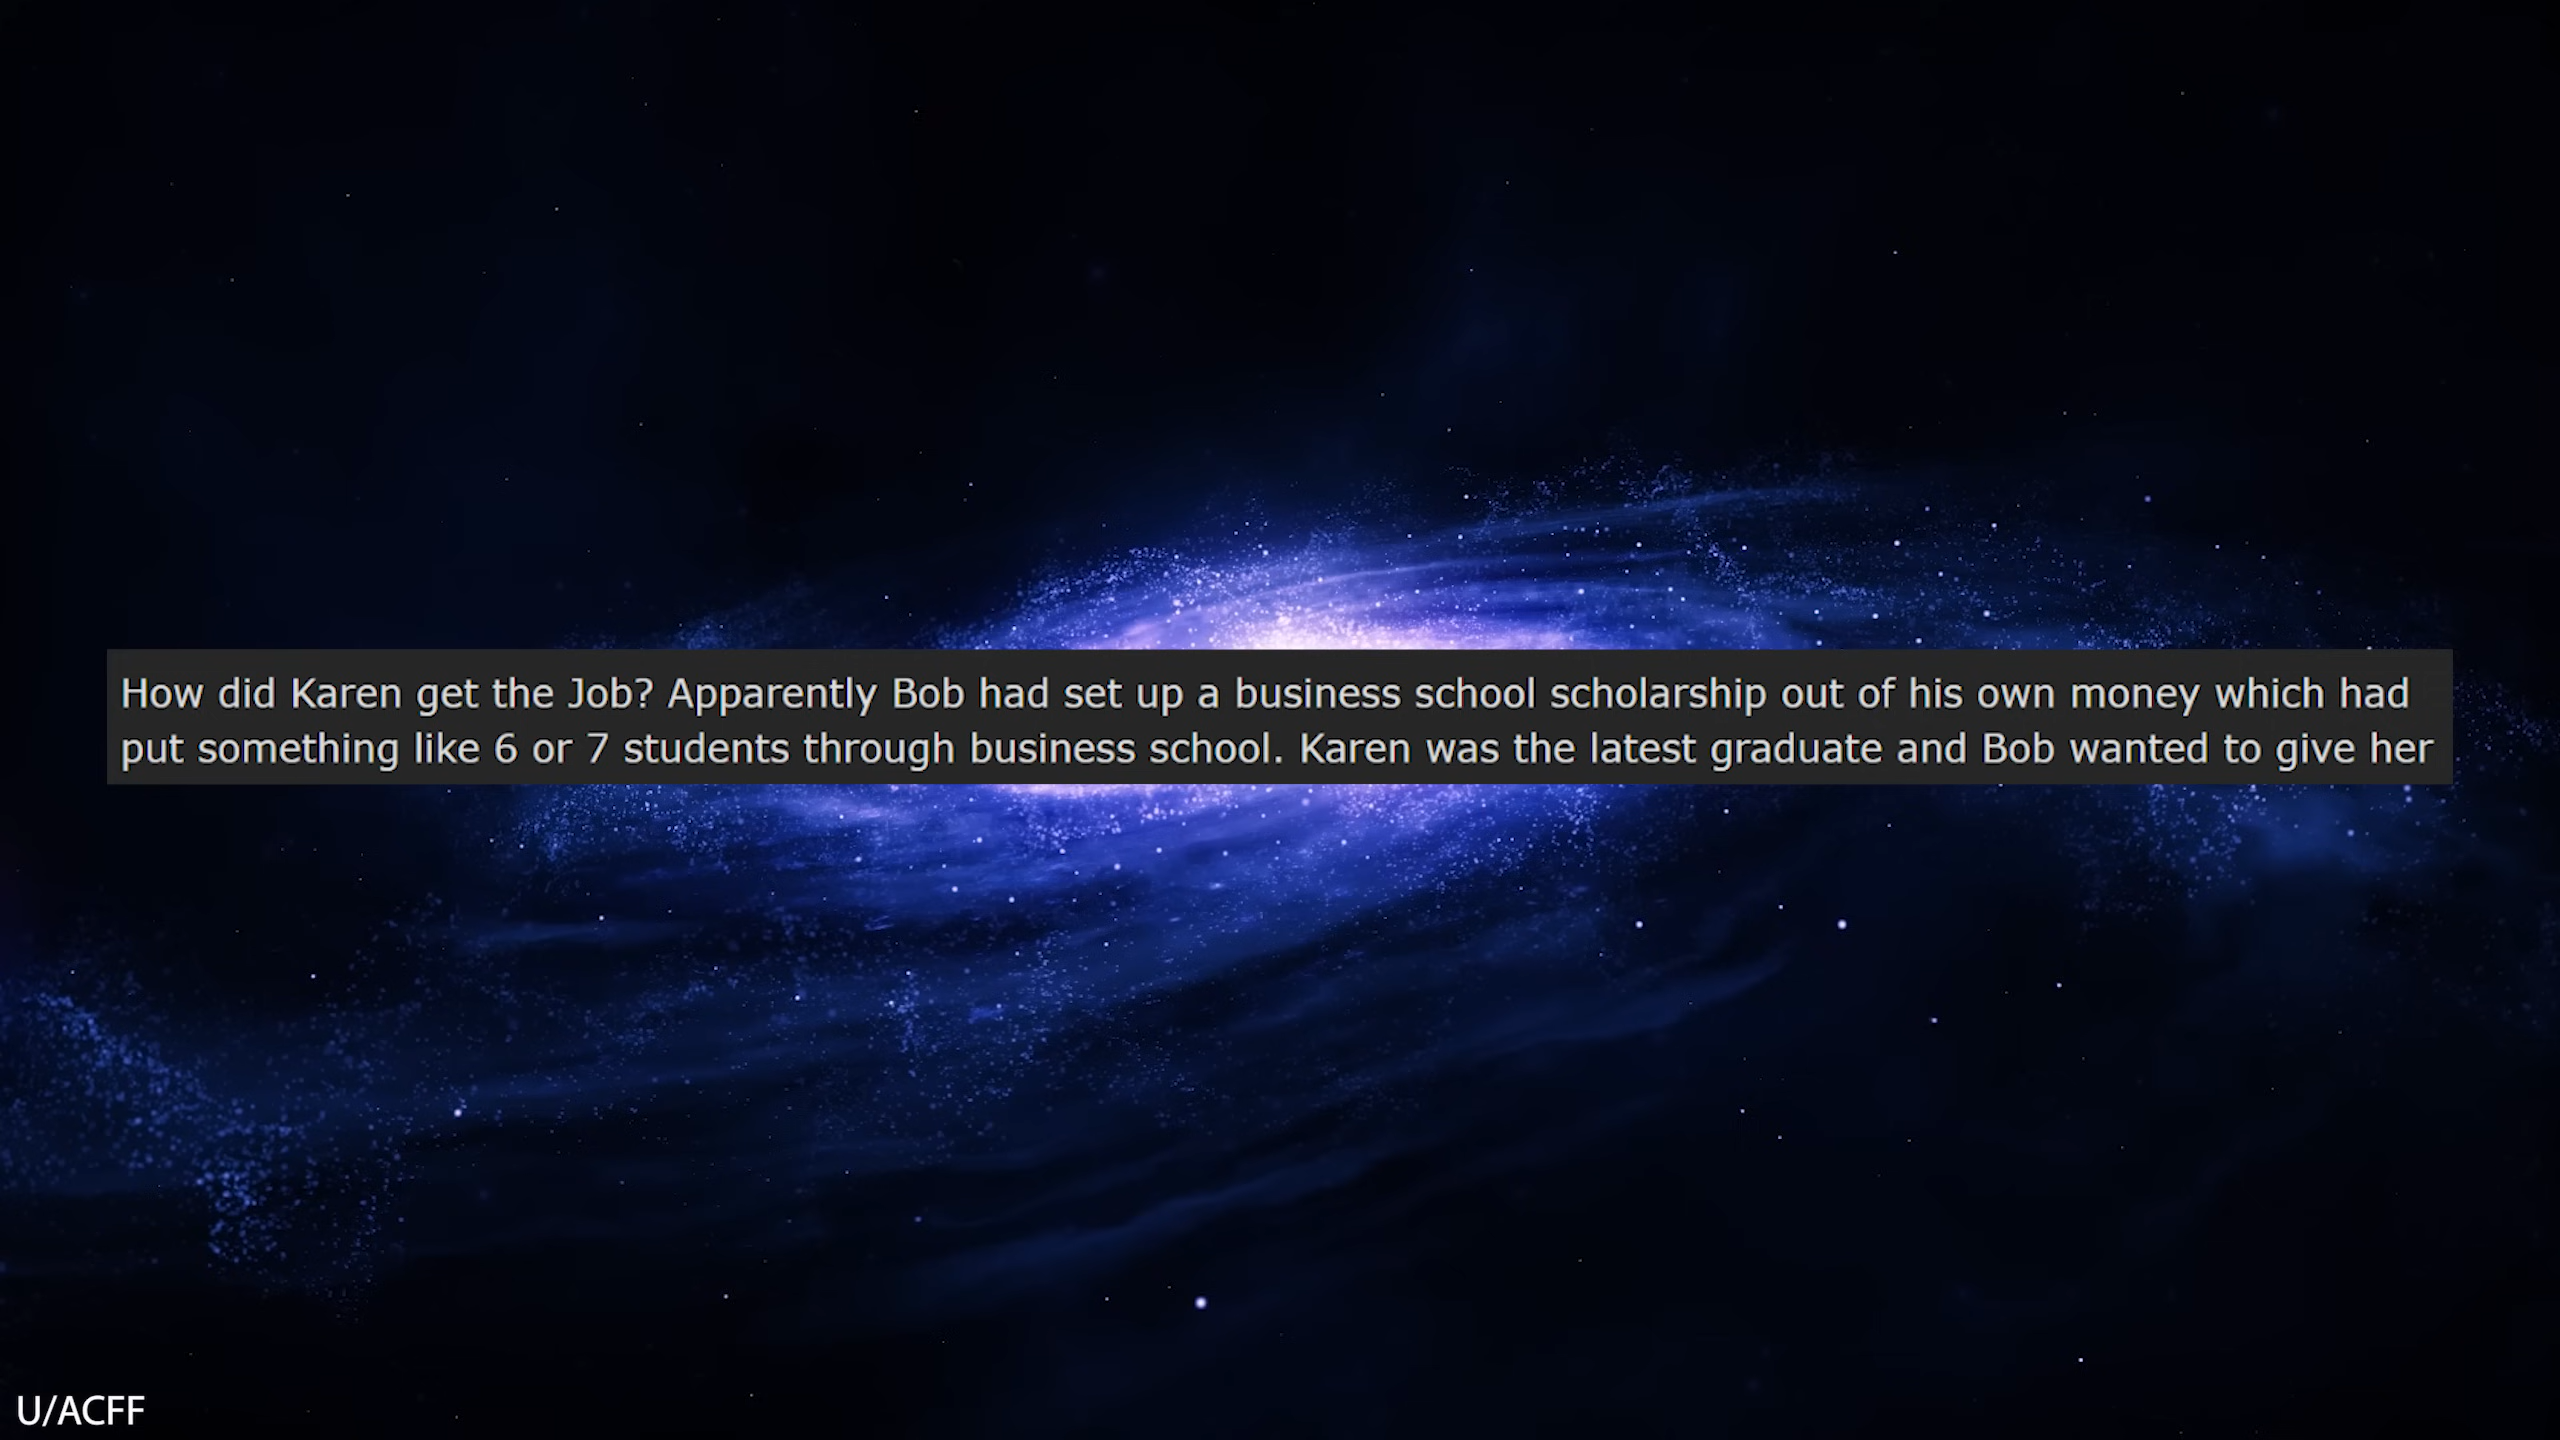 How did Karen get the Job? Apparently Bob had set up a business school scholarship out of his own money which had
put something like 6 or 7 students through business school. Karen was the latest graduate and Bob wanted to give her
U/ACFF